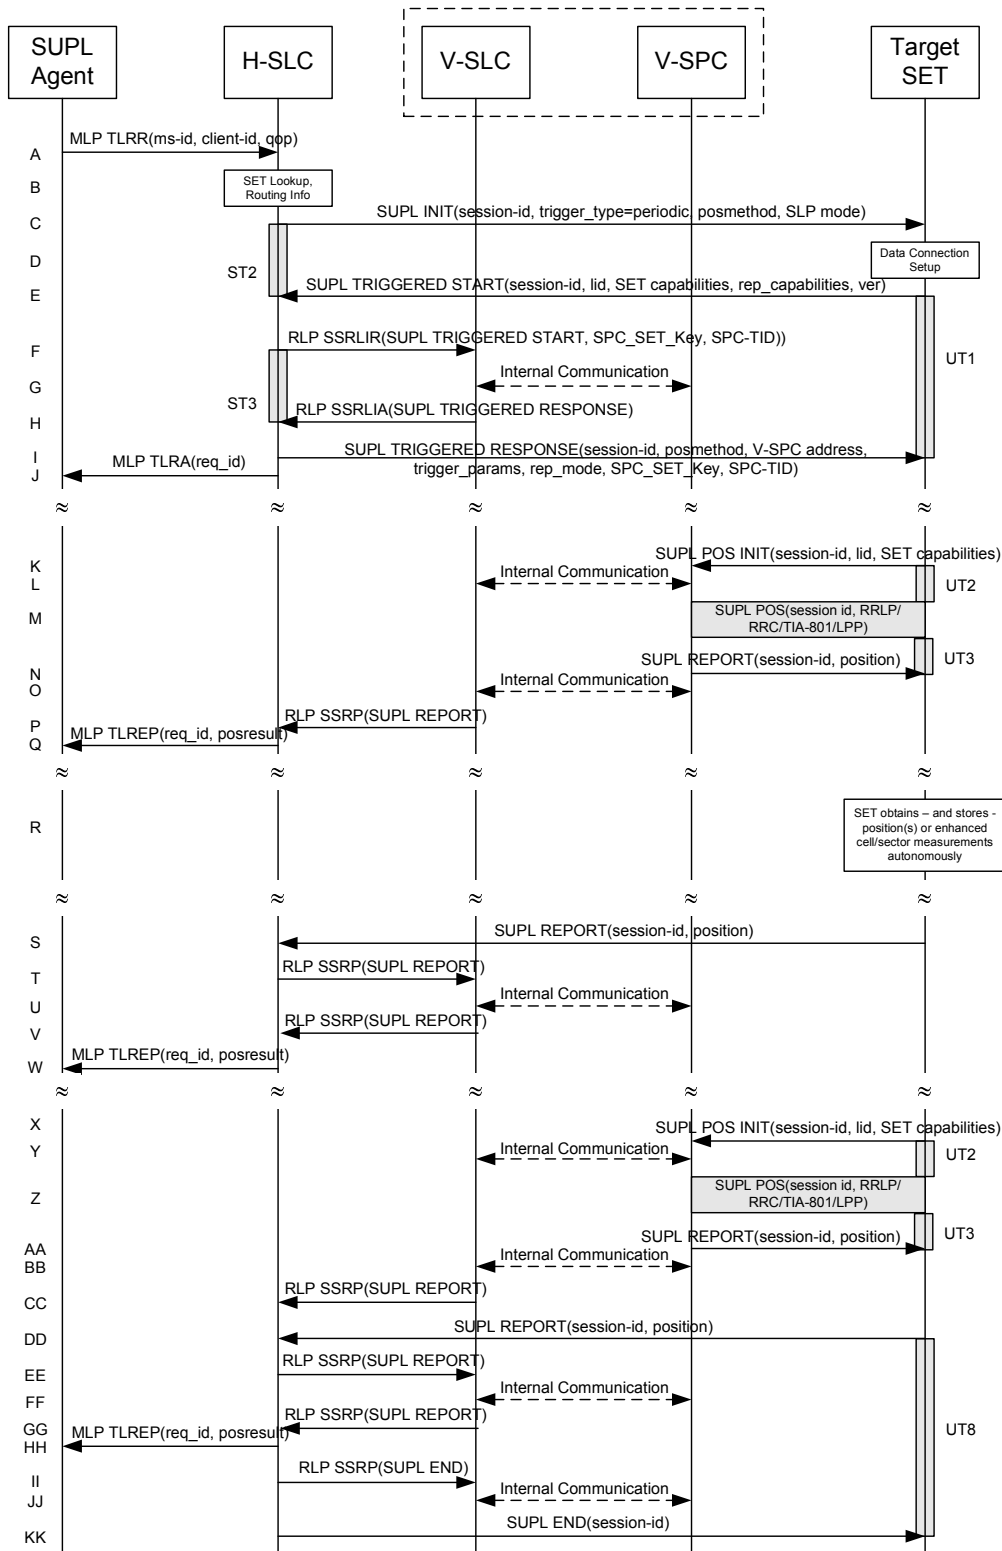 SUPL
Agent
H-SLC
V-SLC
V-SPC
Target
SET
A
MLP TLRR(ms-id, client-id, qop)
B
SET Lookup,
Routing Info
C
SUPL INIT(session-id, trigger_type=periodic, posmethod, SLP mode)
D
ST2
Data Connection
Setup
E
SUPL TRIGGERED START(session-id, lid, SET capabilities, rep_capabilities, ver)
F
RLP SSRLIR(SUPL TRIGGERED START, SPC_SET_Key, SPC-TID))
UT1
G
Internal Communication
ST3
H
RLP SSRLIA(SUPL TRIGGERED RESPONSE)
I
SUPL TRIGGERED RESPONSE(session-id, posmethod, V-SPC address,
trigger_params, rep_mode, SPC_SET_Key, SPC-TID)
J
MLP TLRA(req_id)
≈ ≈ ≈ ≈ ≈
K
SUPL POS INIT(session-id, lid, SET capabilities)
L
Internal Communication
UT2
M
SUPL POS(session id, RRLP/
RRC/TIA-801/LPP)
N
SUPL REPORT(session-id, position)
UT3
O
Internal Communication
P
RLP SSRP(SUPL REPORT)
Q
MLP TLREP(req_id, posresult)
≈ ≈ ≈ ≈ ≈
R
SET obtains – and stores -
position(s) or enhanced
cell/sector measurements
autonomously
≈ ≈ ≈ ≈ ≈
S
SUPL REPORT(session-id, position)
T
RLP SSRP(SUPL REPORT)
U
Internal Communication
V
RLP SSRP(SUPL REPORT)
W
MLP TLREP(req_id, posresult)
≈ ≈ ≈ ≈ ≈
X
SUPL POS INIT(session-id, lid, SET capabilities)
Y
Internal Communication
UT2
Z
SUPL POS(session id, RRLP/
RRC/TIA-801/LPP)
AA
SUPL REPORT(session-id, position)
UT3
BB
Internal Communication
CC
RLP SSRP(SUPL REPORT)
DD
SUPL REPORT(session-id, position)
EE
RLP SSRP(SUPL REPORT)
FF
Internal Communication
GG
RLP SSRP(SUPL REPORT)
UT8
HH
MLP TLREP(req_id, posresult)
II
RLP SSRP(SUPL END)
JJ
Internal Communication
KK
SUPL END(session-id)